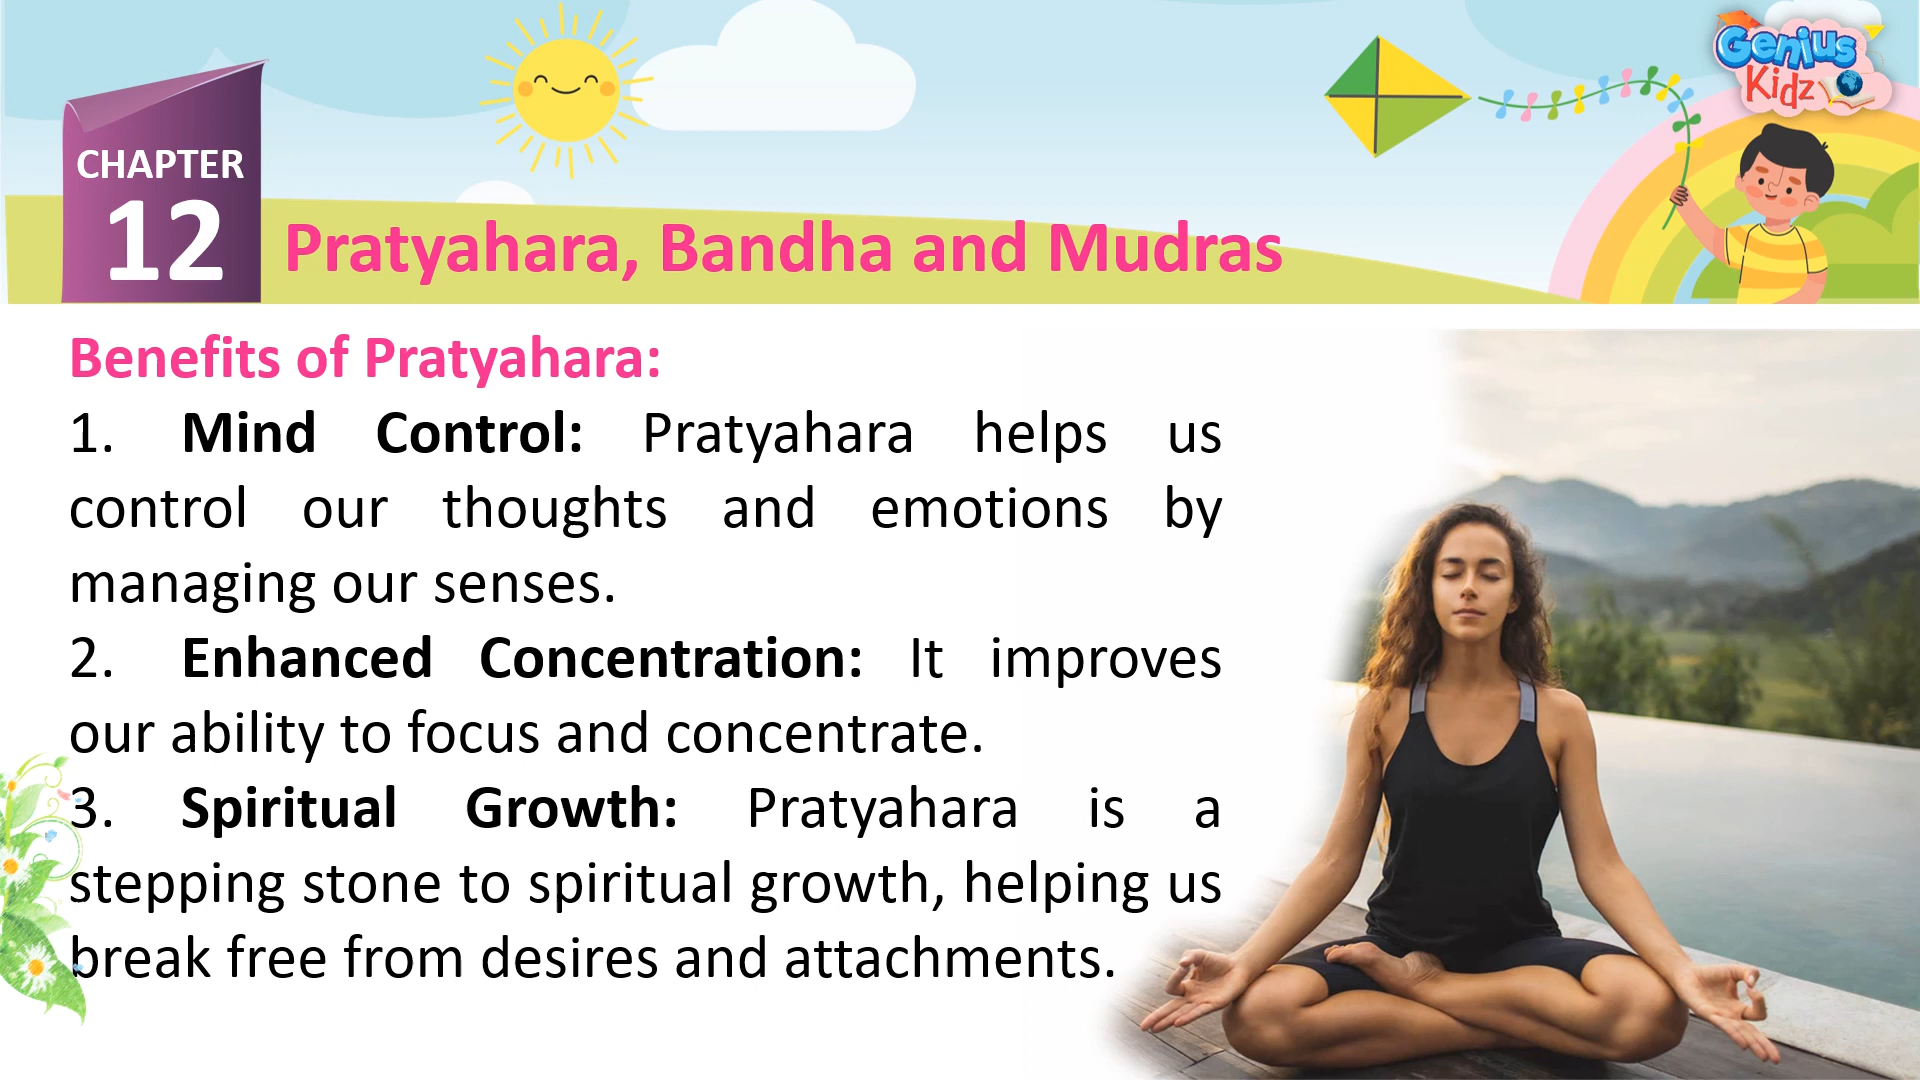 Genius
Kidz
CHAPTER
12
Pratyahara, Bandha and Mudras
Benefits of Pratyahara:
1. Mind Control: Pratyahara helps us
control our thoughts and emotions by
managing our senses.
2. Enhanced Concentration: It improves
our ability to focus and concentrate.
3. Spiritual Growth: Pratyahara is a
stepping stone to spiritual growth, helping us
break free from desires and attachments.